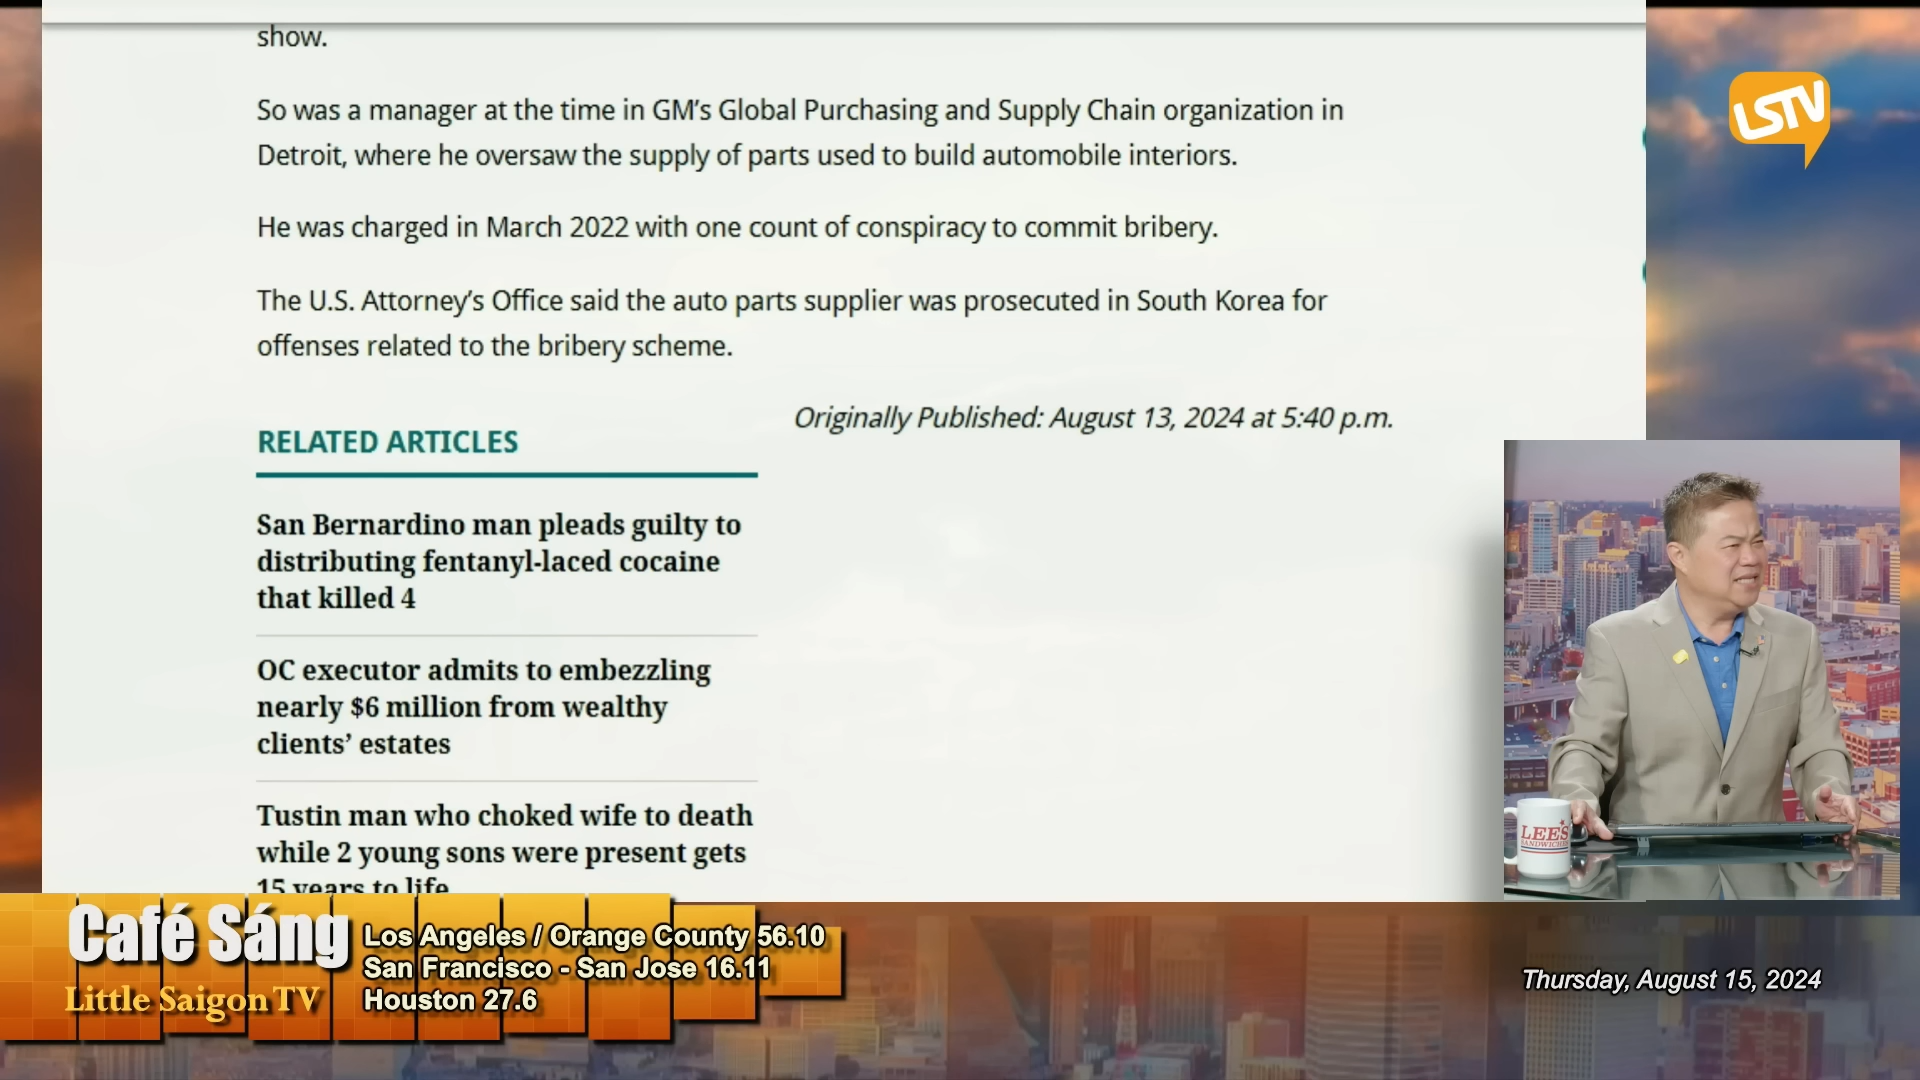 show.
So was a manager at the time in GM's Global Purchasing and Supply Chain organization in
Detroit, where he oversaw the supply of parts used to build automobile interiors.
He was charged in March 2022 with one count of conspiracy to commit bribery.
The U.S. Attorney's Office said the auto parts supplier was prosecuted in South Korea for
offenses related to the bribery scheme.
Originally Published: August 13, 2024 at 5:40 p.m.
RELATED ARTICLES
San Bernardino man pleads guilty to
distributing fentanyl-laced cocaine
that killed 4
OC executor admits to embezzling
nearly $6 million from wealthy
clients' estates
Tustin man who choked wife to death
while 2 young sons were present gets
15 years to life
LSTV
LEE'S
SANDWICHES
Café Sáng
Little Saigon TV
Los Angeles / Orange County 56.10
San Francisco - San Jose 16.11
Houston 27.6
Thursday, August 15, 2024